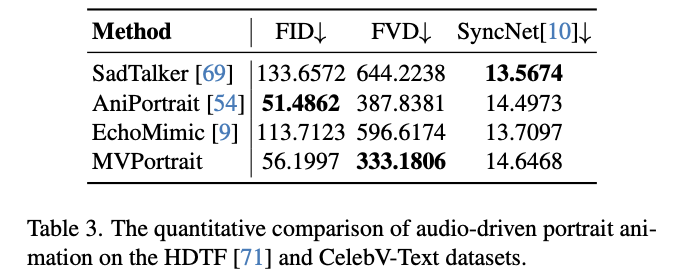 Method FID↓ FVD↓ SyncNet[10]↓
SadTalker [69] 133.6572 644.2238 13.5674
AniPortrait [54] 51.4862 387.8381 14.4973
EchoMimic [9] 113.7123 596.6174 13.7097
MVPortrait 56.1997 333.1806 14.6468
Table 3. The quantitative comparison of audio-driven portrait ani-
mation on the HDTF [71] and CelebV-Text datasets.